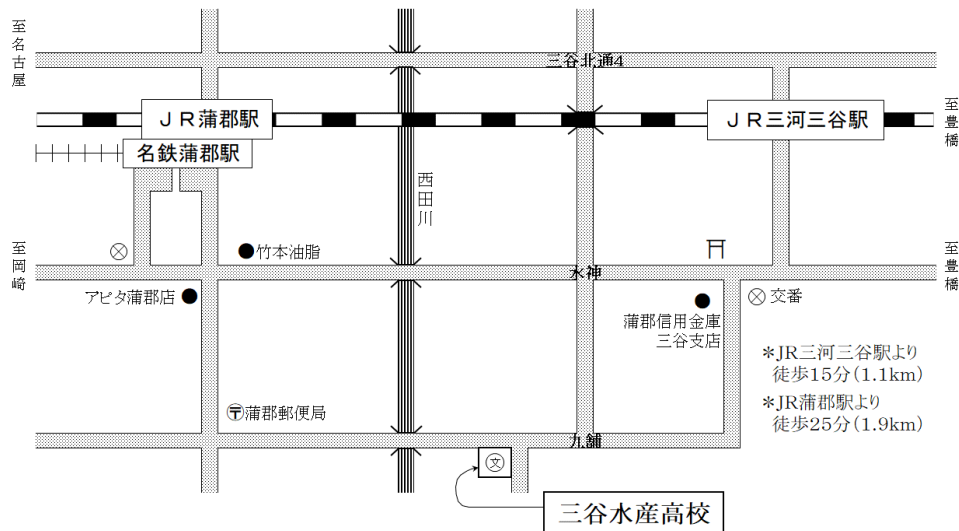 至名古屋
三谷北通4
JR蒲郡駅
JR三河三谷駅
至豊橋
名鉄蒲郡駅
西田川
至岡崎
竹本油脂
水神
至豊橋
アピタ蒲郡店
交番
蒲郡信用金庫
三谷支店
*JR三河三谷駅より
徒歩15分(1.1km)
*JR蒲郡駅より
徒歩25分(1.9km)
〒蒲郡郵便局
九舗
文
三谷水産高校